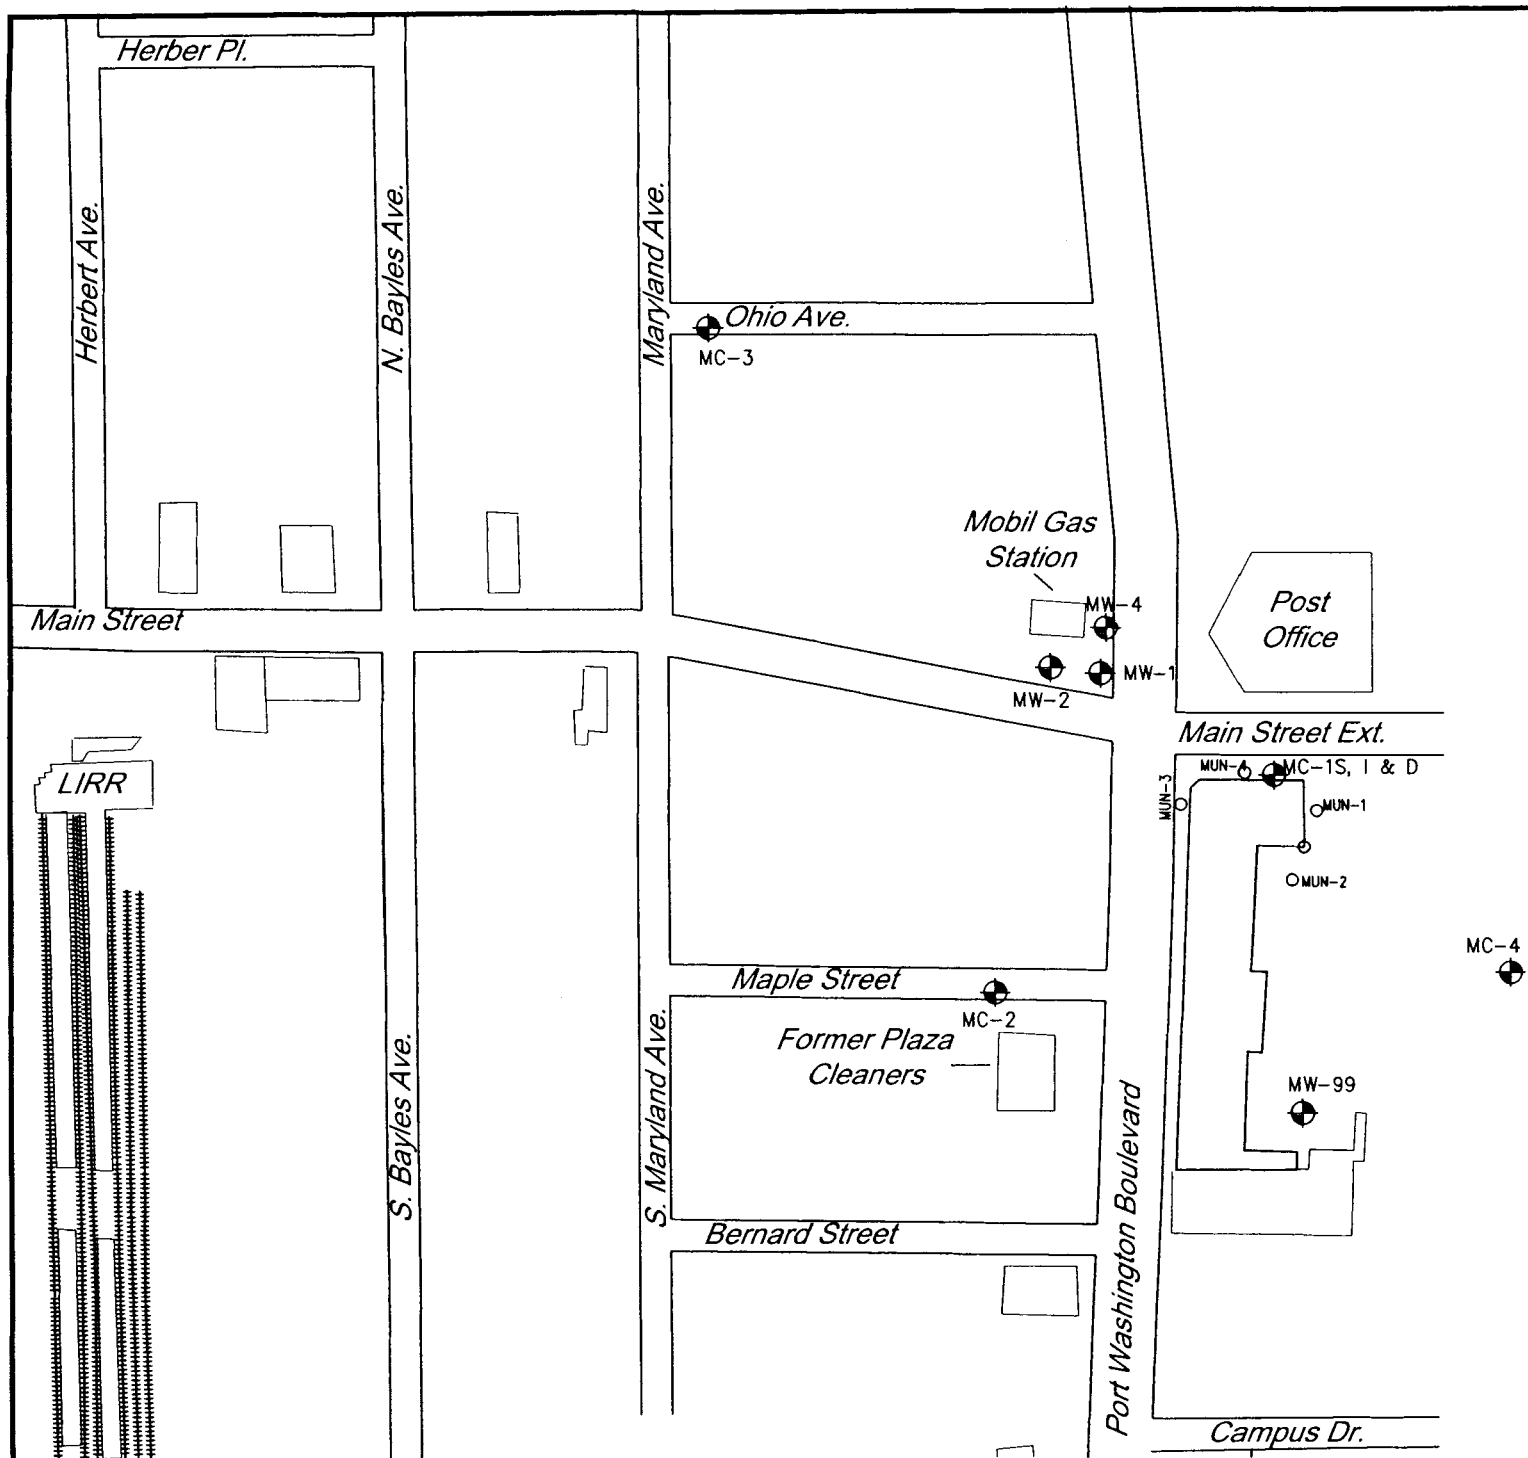 Herber Pl.
Herbert Ave.
N. Bayles Ave.
Maryland Ave.
Ohio Ave.
MC-3
Mobil Gas
Station
MW-4
Post
Office
Main Street
MW-1
MW-2
Main Street Ext.
MUN-4
MC-1S, I & D
LIRR
MUN-3
MUN-1
MUN-2
MC-4
Maple Street
MC-2
Former Plaza
Cleaners
MW-99
S. Bayles Ave.
S. Maryland Ave.
Port Washington Boulevard
Bernard Street
Campus Dr.